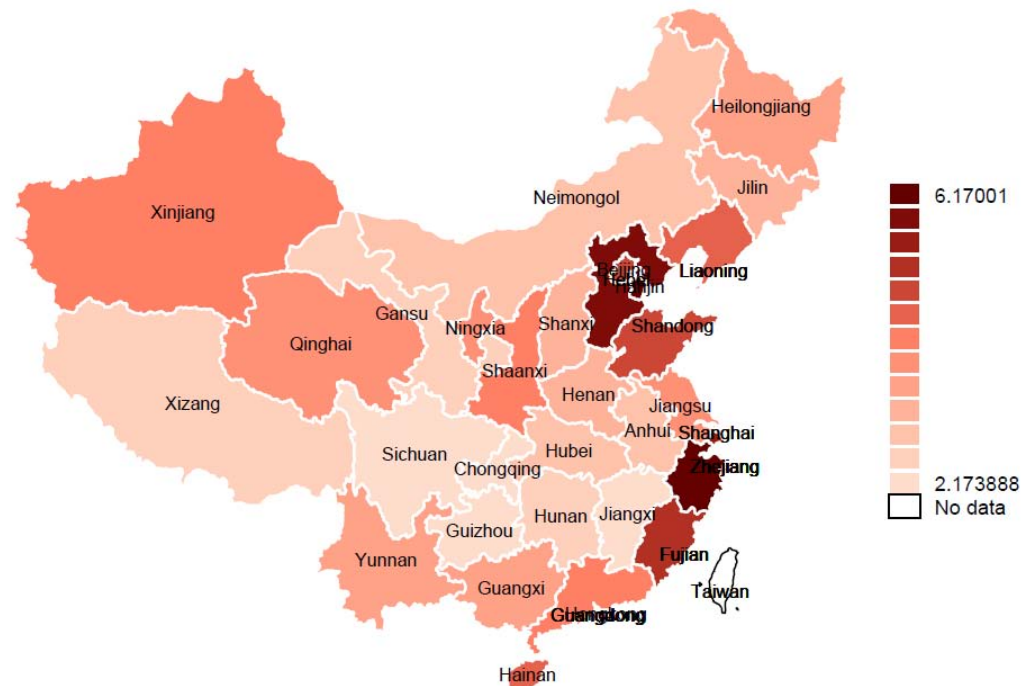 Heilongjiang
Jilin
Neimongol
Xinjiang
Beijing
Liaoning
Tianjin
Gansu
Ningxia
Shanxi
Shandong
Qinghai
Shaanxi
Henan
Jiangsu
Xizang
Anhui
Shanghai
Sichuan
Hubei
Chongqing
Zhejiang
Guizhou
Hunan
Jiangxi
Yunnan
Fujian
Guangxi
Taiwan
Guangdong
Hainan
6.17001
2.173888
No data